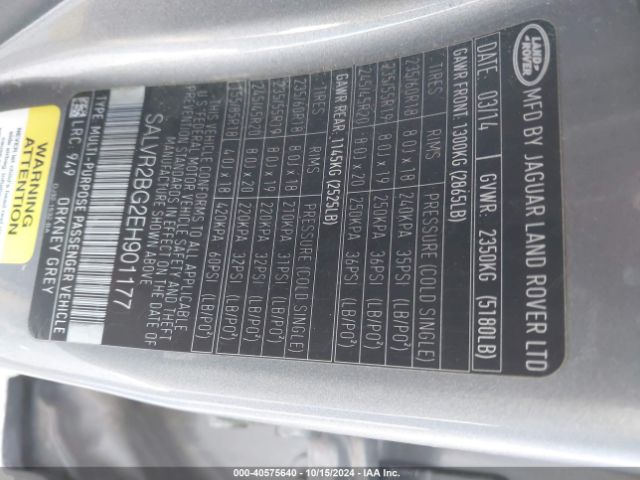 LAND
ROVER
MFD BY JAGUAR LAND ROVER LTD
DATE: 03/14 GVWR: 2350KG (5180LB)
GAWR FRONT: 1300KG (2865LB)
TIRES RIMS PRESSURE (COLD SINGLE)
235/60R18 8.0J x 18 240KPA 35PSI (LB/PO²)
235/55R19 8.0J x 19 250KPA 36PSI (LB/PO²)
245/45R20 8.0J x 20 250KPA 36PSI (LB/PO²)
GAWR REAR: 1145KG (2525LB)
TIRES RIMS PRESSURE (COLD SINGLE)
235/60R18 8.0J x 18 210KPA 31PSI (LB/PO²)
235/55R19 8.0J x 19 220KPA 32PSI (LB/PO²)
245/45R20 8.0J x 20 220KPA 32PSI (LB/PO²)
4.0J x 18 420KPA 60PSI (LB/PO²)
THIS VEHICLE CONFORMS TO ALL APPLICABLE
U.S FEDERAL MOTOR VEHICLE SAFETY AND THEFT
PREVENTION STANDARDS IN EFFECT ON THE DATE OF
MANUFACTURE SHOWN ABOVE
SALVR2BG2EH901177
TYPE: MULTI-PURPOSE PASSENGER VEHICLE
LRC: 949 ORKNEY GREY
WARNING
000-40575640 | 10/15/2024 | IAA Inc.